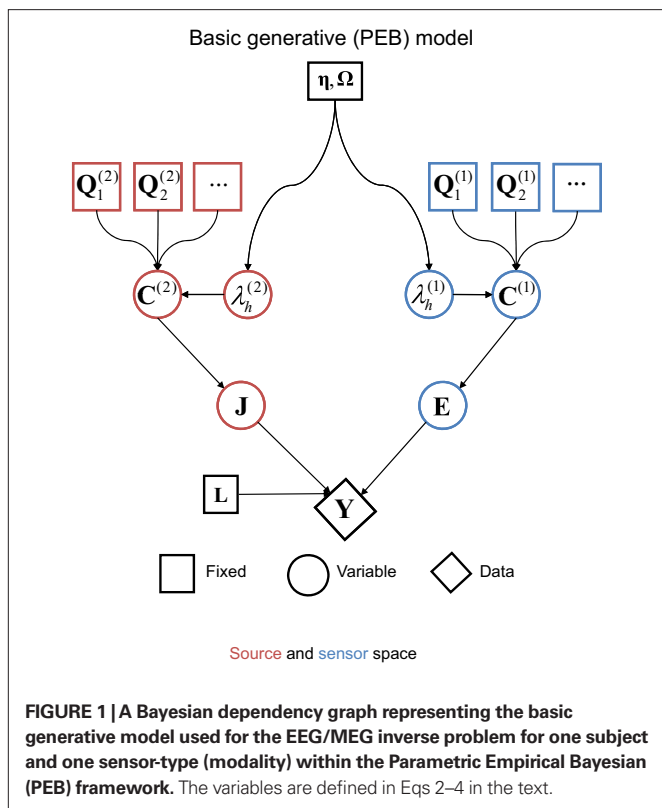 Basic generative (PEB) model
η, Ω
Q₁⁽²⁾ Q₂⁽²⁾ ... Q₁⁽¹⁾ Q₂⁽¹⁾ ...
C⁽²⁾ λₕ⁽²⁾ λₕ⁽¹⁾ C⁽¹⁾
J E
L Y
Fixed Variable Data
Source and sensor space
FIGURE 1 | A Bayesian dependency graph representing the basic
generative model used for the EEG/MEG inverse problem for one subject
and one sensor-type (modality) within the Parametric Empirical Bayesian
(PEB) framework. The variables are defined in Eqs 2–4 in the text.